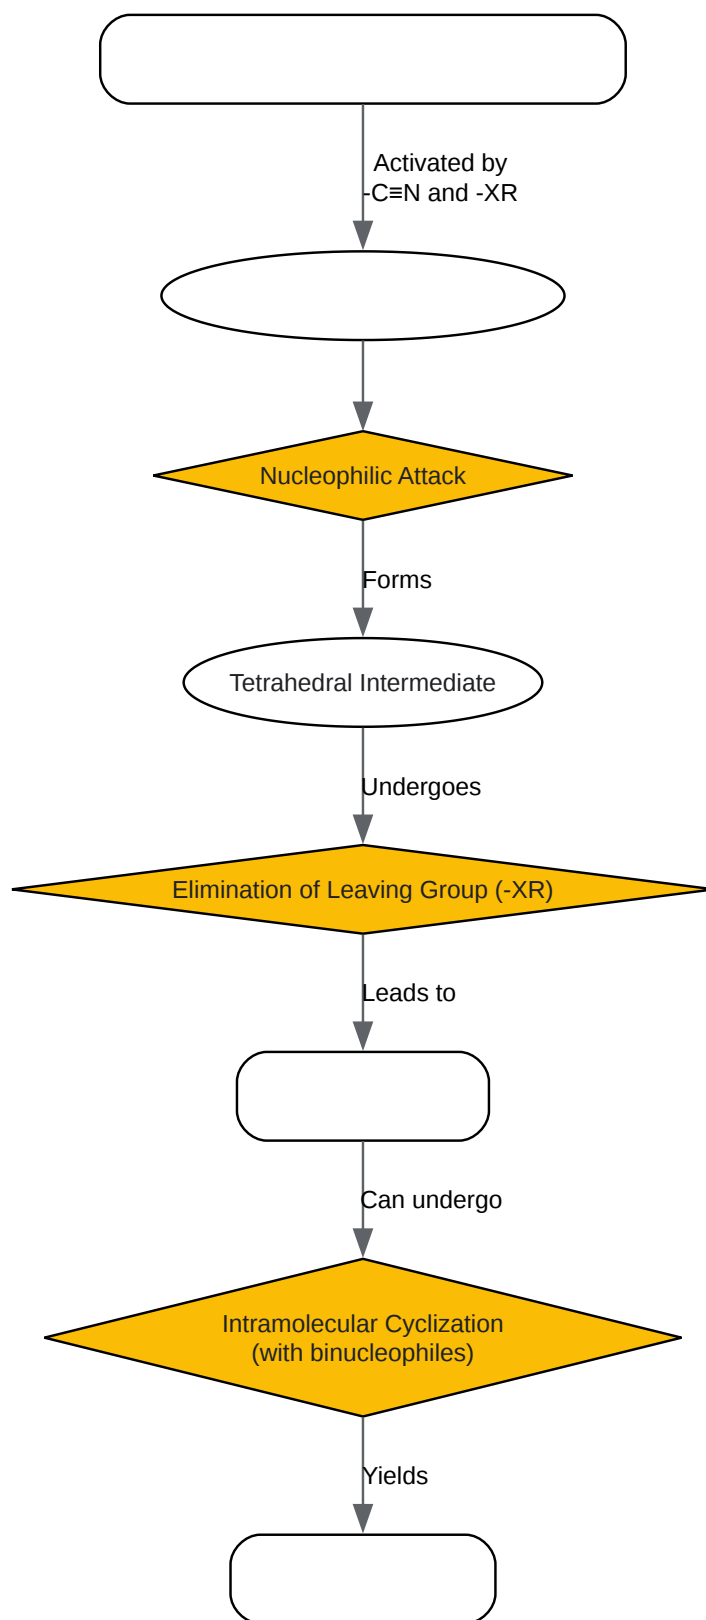 Activated by
-C≡N and -XR
Nucleophilic Attack
Forms
Tetrahedral Intermediate
Undergoes
Elimination of Leaving Group (-XR)
Leads to
Can undergo
Intramolecular Cyclization
(with binucleophiles)
Yields